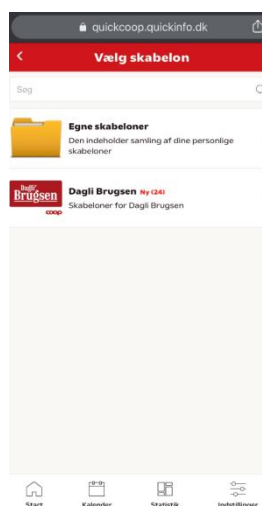 quickcoop.quickinfo.dk
Vælg skabelon
Søg
Egne skabeloner
Den indeholder samling af dine personlige
skabeloner
Dagli'
Brugsen
coop
Dagli Brugsen Ny (24)
Skabeloner for Dagli Brugsen
Start Kalender Statistik Indstillinger